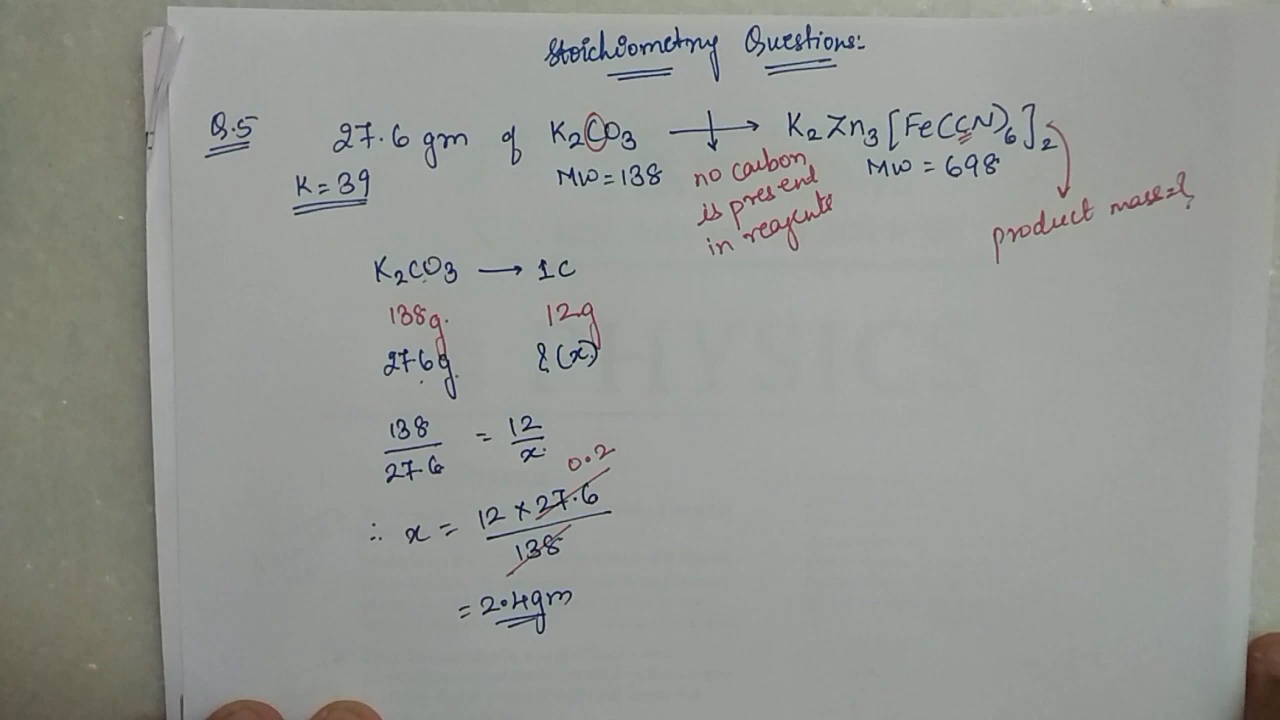 Stoichiometry Questions:
Q.5 27.6 gm of K2CO3 → K2Zn3[Fe(CN)6]2
K = 39 MW = 138 MW = 698
no carbon
is present
in reagents
product mass=?
K2CO3 → 1C
138g. 12g
27.6g. ?(x)
138/27.6 = 12/x
0.2
∴ x = 12 × 27.6/138
= 2.4gm
PHYSICS